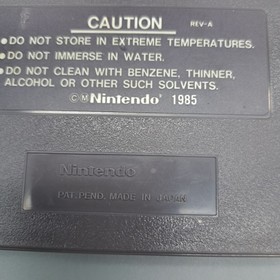 CAUTION REV-A
●DO NOT STORE IN EXTREME TEMPERATURES.
●DO NOT IMMERSE IN WATER.
●DO NOT CLEAN WITH BENZENE, THINNER,
ALCOHOL OR OTHER SUCH SOLVENTS.
©ⓂNintendo® 1985
Nintendo
PAT. PEND. MADE IN JAPAN